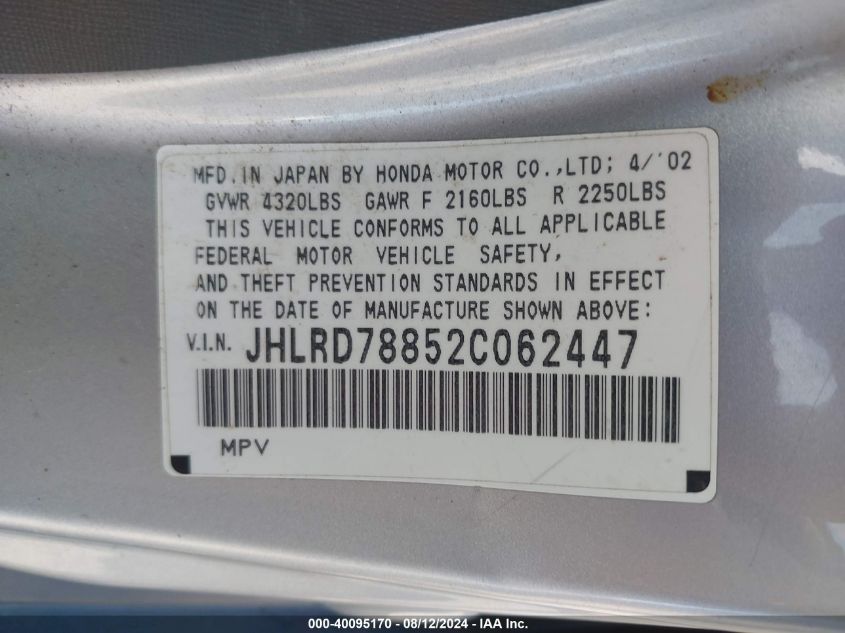 MFD. IN JAPAN BY HONDA MOTOR CO.,LTD; 4/'02
GVWR 4320LBS GAWR F 2160LBS R 2250LBS
THIS VEHICLE CONFORMS TO ALL APPLICABLE
FEDERAL MOTOR VEHICLE SAFETY,
AND THEFT PREVENTION STANDARDS IN EFFECT
ON THE DATE OF MANUFACTURE SHOWN ABOVE:
V.I.N. JHLRD78852C062447
MPV
000-40095170 - 08/12/2024 - IAAI Inc.